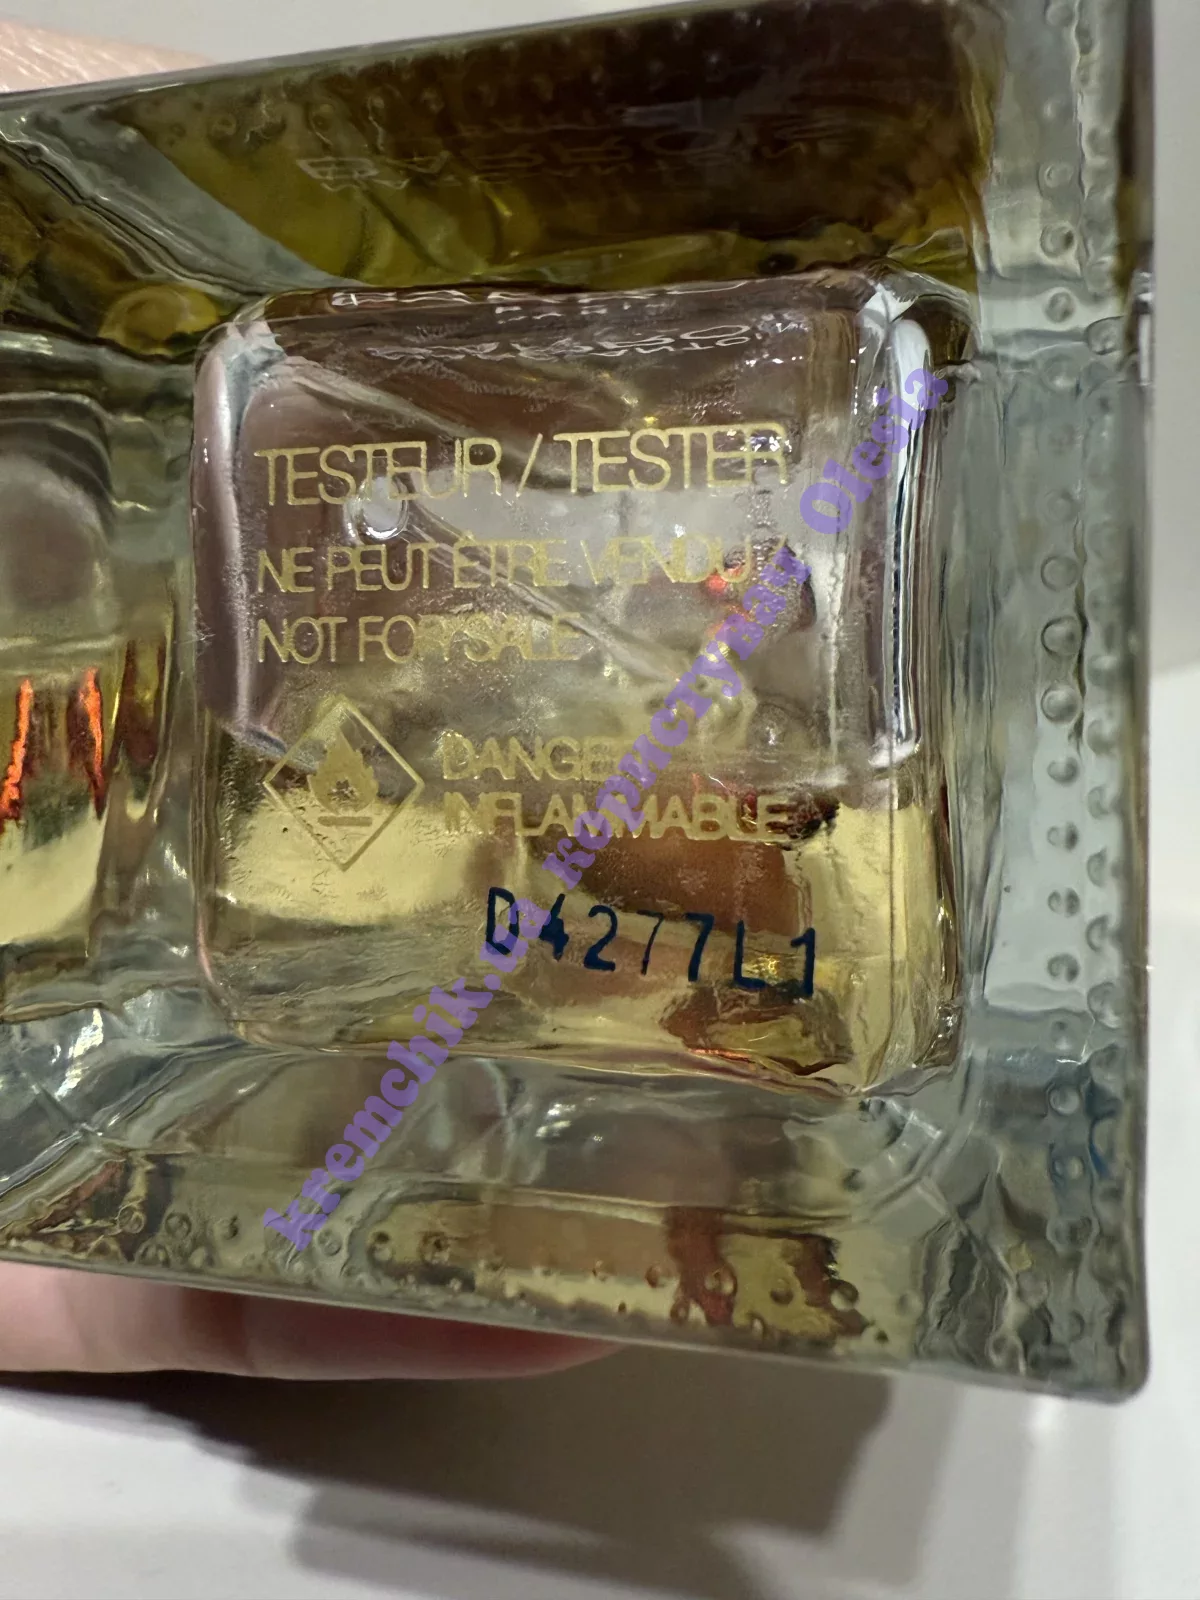 TESTEUR / TESTER
NE PEUT ÊTRE VENDU /
NOT FOR SALE
DANGER
INFLAMMABLE
D4277L1
kremchik.ua користувач Olesia